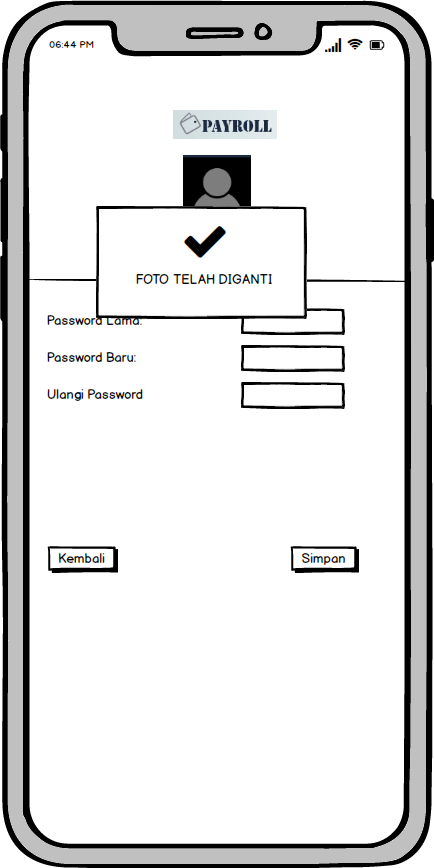 06:44 PM
PAYROLL
FOTO TELAH DIGANTI
Password Lama:
Password Baru:
Ulangi Password
Kembali
Simpan